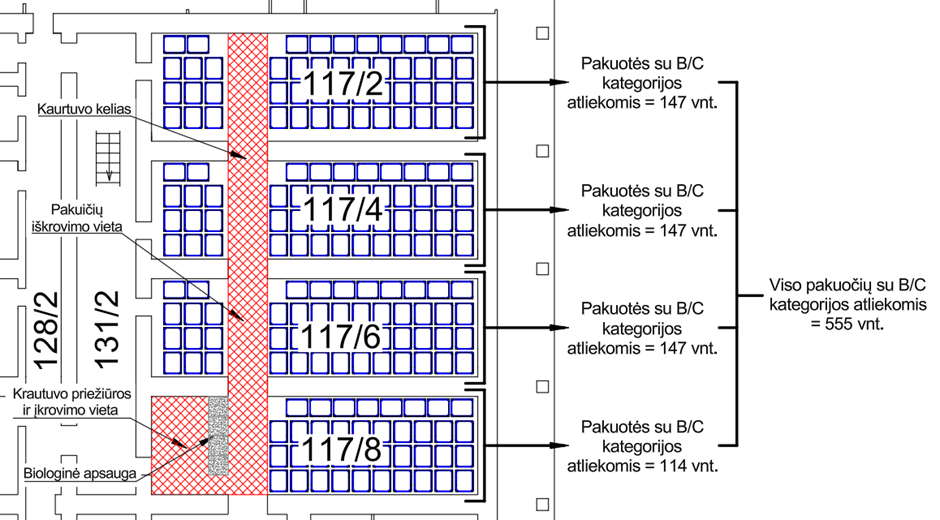 117/2
Pakuotės su B/C
kategorijos
atliekomis = 147 vnt.
Kaurtuvo kelias
117/4
Pakuotės su B/C
kategorijos
atliekomis = 147 vnt.
Pakuičių
iškrovimo vieta
128/2
131/2
117/6
Pakuotės su B/C
kategorijos
atliekomis = 147 vnt.
Viso pakuočių su B/C
kategorijos atliekomis
= 555 vnt.
Krautuvo priežiūros
ir įkrovimo vieta
117/8
Pakuotės su B/C
kategorijos
atliekomis = 114 vnt.
Biologinė apsauga